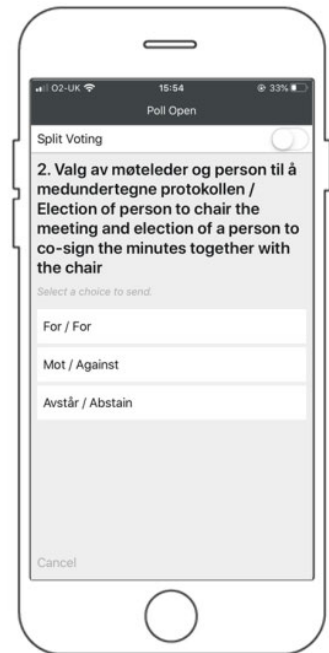 O2-UK 15:54 33%
Poll Open
Split Voting
2. Valg av møteleder og person til å
medundertegne protokollen /
Election of person to chair the
meeting and election of a person to
co-sign the minutes together with
the chair
Select a choice to send.
For / For
Mot / Against
Avstår / Abstain
Cancel